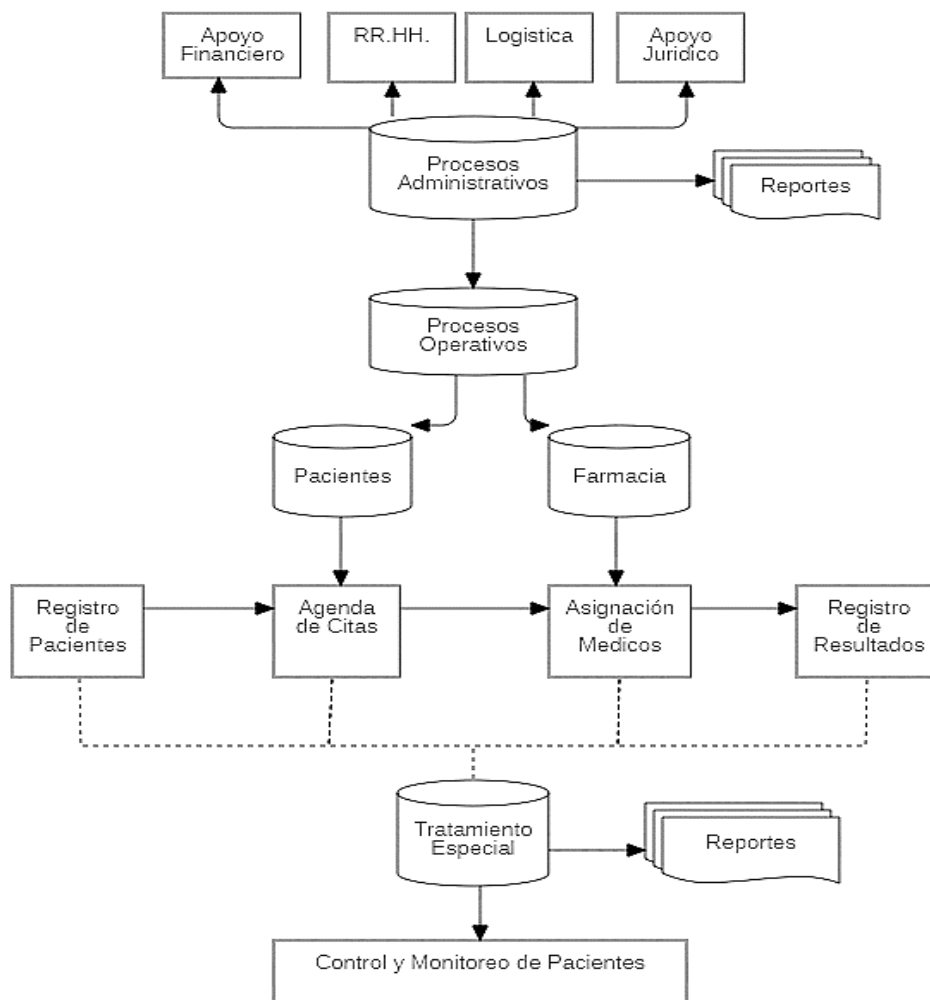 Apoyo
Financiero
RR.HH.
Logistica
Apoyo
Juridico
Procesos
Administrativos
Reportes
Procesos
Operativos
Pacientes
Farmacia
Registro
de
Pacientes
Agenda
de Citas
Asignación
de
Medicos
Registro
de
Resultados
Tratamiento
Especial
Reportes
Control y Monitoreo de Pacientes